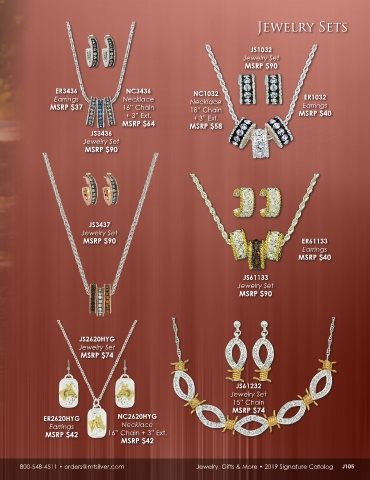 Jewelry Sets
ER3436
Earrings
MSRP $37
NC3436
Necklace
16" Chain
+ 3" Ext.
MSRP $64
JS3436
Jewelry Set
MSRP $90
JS1032
Jewelry Set
MSRP $90
NC1032
Necklace
18" Chain
+ 3" Ext.
MSRP $58
ER1032
Earrings
MSRP $40
JS3437
Jewelry Set
MSRP $90
ER61133
Earrings
MSRP $40
JS61133
Jewelry Set
MSRP $90
JS2620HYG
Jewelry Set
MSRP $74
ER2620HYG
Earrings
MSRP $42
NC2620HYG
Necklace
16" Chain + 3" Ext.
MSRP $42
JS61232
Jewelry Set
15" Chain
MSRP $74
800-548-4511 • orders@mtsilver.com
Jewelry, Gifts & More • 2019 Signature Catalog J105